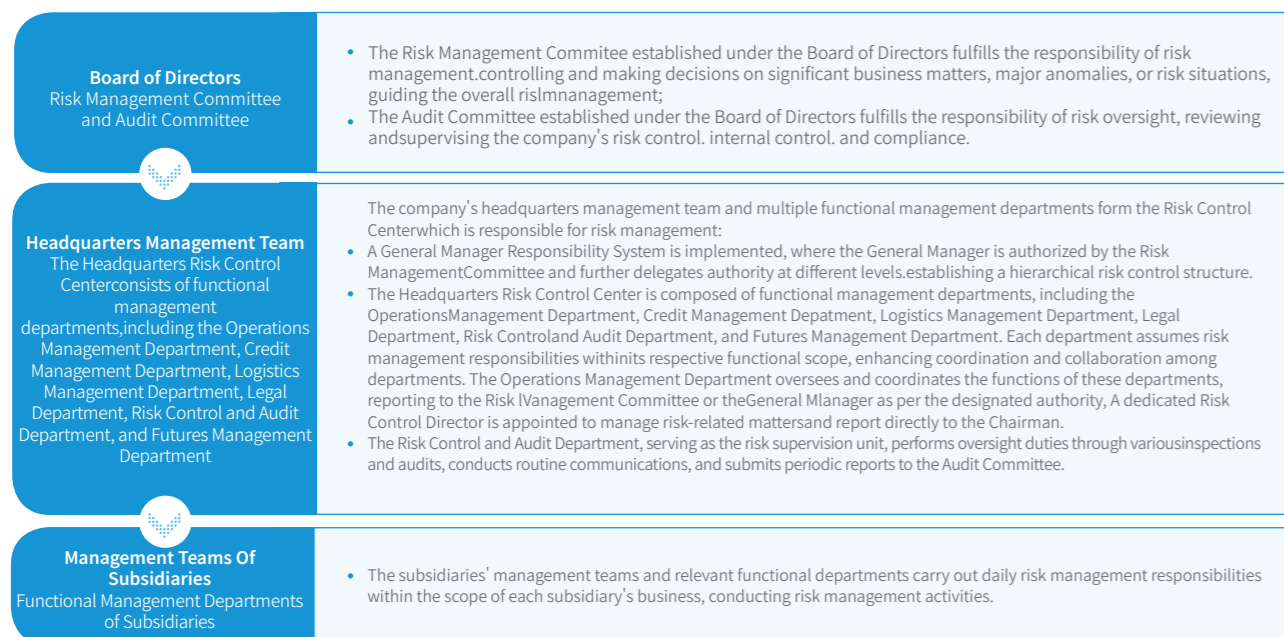 Board of Directors
Risk Management Committee
and Audit Committee
• The Risk Management Commitee established under the Board of Directors fulfills the responsibility of risk
management.controlling and making decisions on significant business matters, major anomalies, or risk situations,
guiding the overall rislmnanagement;
• The Audit Committee established under the Board of Directors fulfills the responsibility of risk oversight, reviewing
andsupervising the company's risk control. internal control. and compliance.
Headquarters Management Team
The Headquarters Risk Control
Centerconsists of functional
management
departments,including the Operations
Management Department, Credit
Management Department, Logistics
Management Department, Legal
Department, Risk Control and Audit
Department, and Futures Management
Department
The company's headquarters management team and multiple functional management departments form the Risk Control
Centerwhich is responsible for risk management:
• A General Manager Responsibility System is implemented, where the General Manager is authorized by the Risk
ManagementCommittee and further delegates authority at different levels.establishing a hierarchical risk control structure.
• The Headquarters Risk Control Center is composed of functional management departments, including the
OperationsManagement Department, Credit Management Depatment, Logistics Management Department, Legal
Department, Risk Controland Audit Department, and Futures Management Department. Each department assumes risk
management responsibilities withinits respective functional scope, enhancing coordination and collaboration among
departments. The Operations Management Department oversees and coordinates the functions of these departments,
reporting to the Risk lVanagement Committee or theGeneral Mlanager as per the designated authority, A dedicated Risk
Control Director is appointed to manage risk-related mattersand report directly to the Chairman.
• The Risk Control and Audit Department, serving as the risk supervision unit, performs oversight duties through variousinspections
and audits, conducts routine communications, and submits periodic reports to the Audit Committee.
Management Teams Of
Subsidiaries
Functional Management Departments
of Subsidiaries
• The subsidiaries' management teams and relevant functional departments carry out daily risk management responsibilities
within the scope of each subsidiary's business, conducting risk management activities.